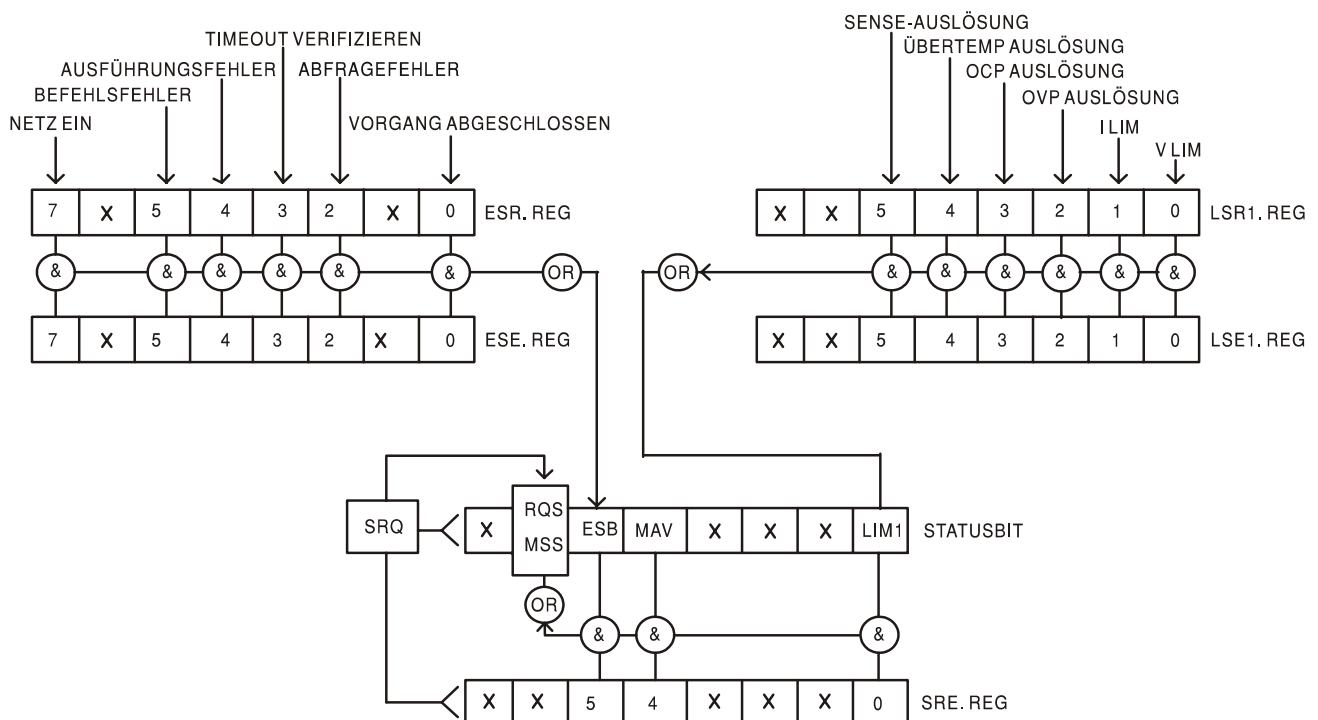 TIMEOUT VERIFIZIEREN
AUSFÜHRUNGSFEHLER ABFRAGEFEHLER
BEFEHLSFEHLER
NETZ EIN VORGANG ABGESCHLOSSEN
7 X 5 4 3 2 X 0 ESR. REG
& & & & & & OR
7 X 5 4 3 2 X 0 ESE. REG
SENSE-AUSLÖSUNG
ÜBERTEMP AUSLÖSUNG
OCP AUSLÖSUNG
OVP AUSLÖSUNG
I LIM
V LIM
X X 5 4 3 2 1 0 LSR1. REG
OR & & & & & &
X X 5 4 3 2 1 0 LSE1. REG
SRQ X RQS MSS ESB MAV X X X LIM1 STATUSBIT
OR & & &
X X 5 4 X X X 0 SRE. REG